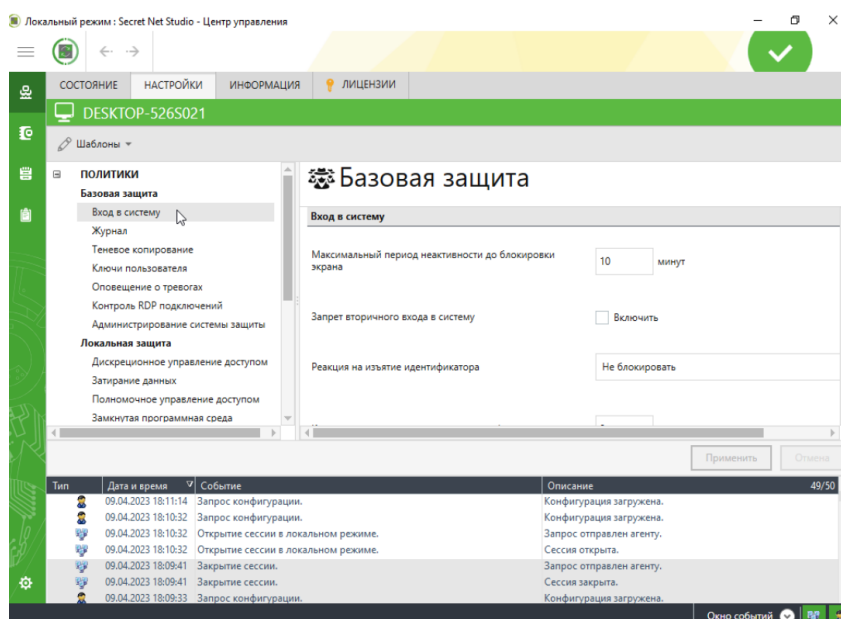 Локальный режим : Secret Net Studio - Центр управления
СОСТОЯНИЕ НАСТРОЙКИ ИНФОРМАЦИЯ ЛИЦЕНЗИИ
DESKTOP-526S021
Шаблоны
ПОЛИТИКИ
Базовая защита
Вход в систему
Журнал
Теневое копирование
Ключи пользователя
Оповещение о тревогах
Контроль RDP подключений
Администрирование системы защиты
Локальная защита
Дискреционное управление доступом
Затирание данных
Полномочное управление доступом
Замкнутая программная среда
Базовая защита
Вход в систему
Максимальный период неактивности до блокировки
экрана
10 минут
Запрет вторичного входа в систему
Включить
Реакция на изъятие идентификатора
Не блокировать
Применить Отмена
Тип Дата и время Событие Описание 49/50
09.04.2023 18:11:14 Запрос конфигурации. Конфигурация загружена.
09.04.2023 18:10:32 Запрос конфигурации. Конфигурация загружена.
09.04.2023 18:10:32 Открытие сессии в локальном режиме. Запрос отправлен агенту.
09.04.2023 18:10:32 Открытие сессии в локальном режиме. Сессия открыта.
09.04.2023 18:09:41 Закрытие сессии. Запрос отправлен агенту.
09.04.2023 18:09:41 Закрытие сессии. Сессия закрыта.
09.04.2023 18:09:33 Запрос конфигурации. Конфигурация загружена.
Окно событий